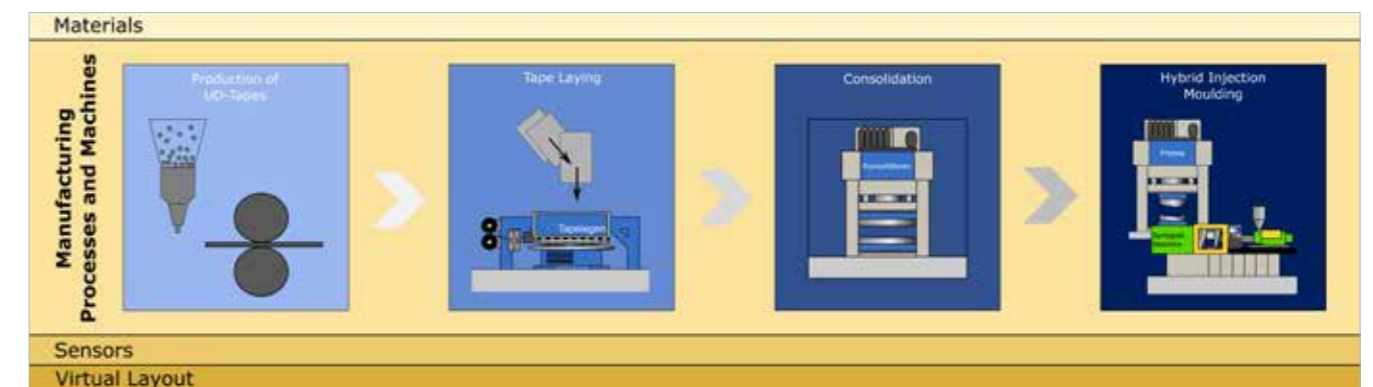 Materials
Manufacturing
Processes and Machines
Production of
UD-Tapes
Tape Laying
Tapelegen
Consolidation
Konsolidieren
Hybrid Injection
Moulding
Sensors
Virtual Layout